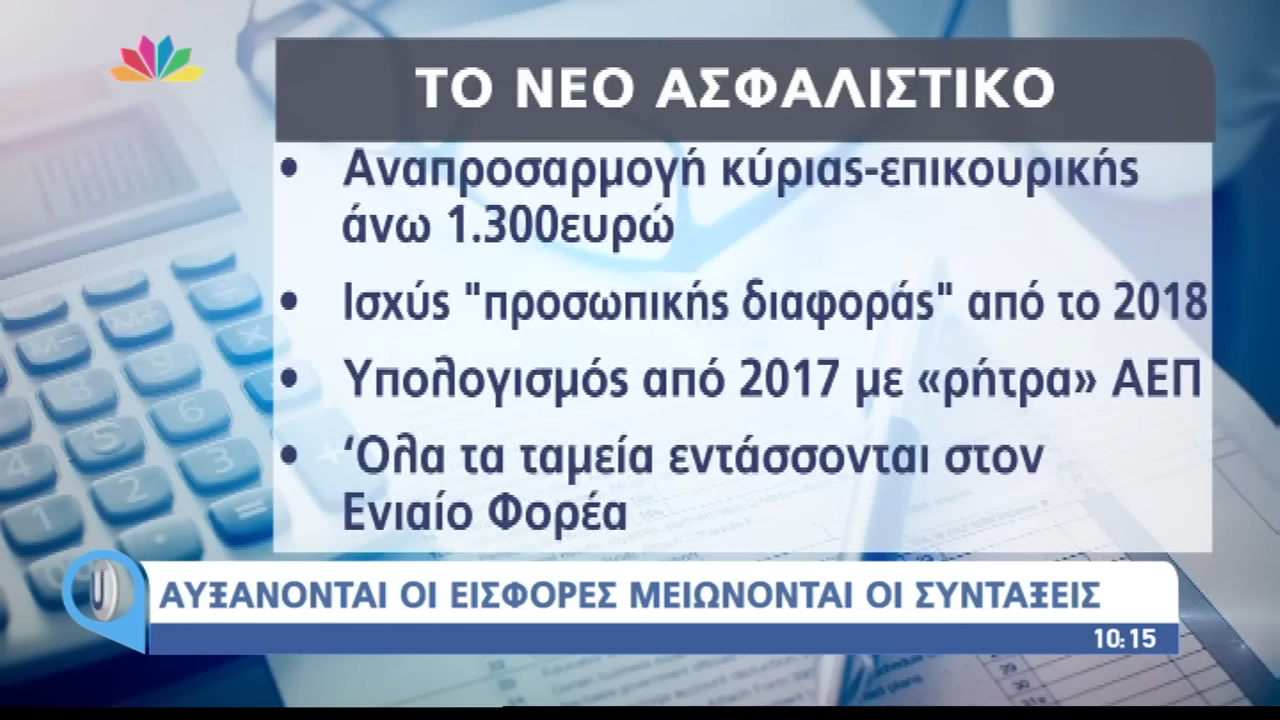 ΤΟ ΝΕΟ ΑΣΦΑΛΙΣΤΙΚΟ
• Αναπροσαρμογή κύριας-επικουρικής
άνω 1.300ευρώ
• Ισχύς "προσωπικής διαφοράς" από το 2018
• Υπολογισμός από 2017 με «ρήτρα» ΑΕΠ
• ‘Ολα τα ταμεία εντάσσονται στον
Ενιαίο Φορέα
ΑΥΞΑΝΟΝΤΑΙ ΟΙ ΕΙΣΦΟΡΕΣ ΜΕΙΩΝΟΝΤΑΙ ΟΙ ΣΥΝΤΑΞΕΙΣ
10:15